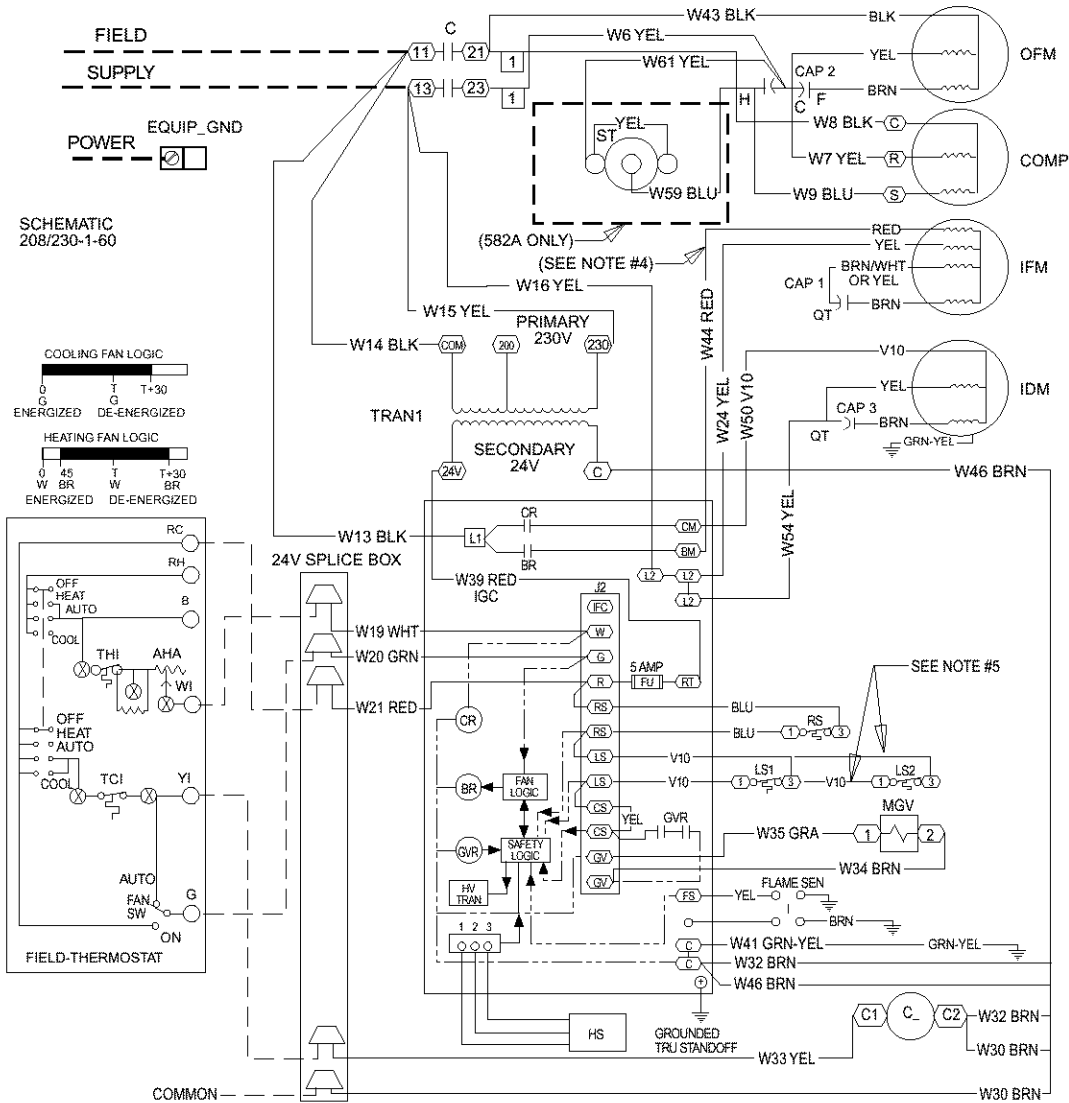 FIELD
SUPPLY
POWER
EQUIP_GND
SCHEMATIC
208/230-1-60
11
C
21
1
13
23
1
W43 BLK
W6 YEL
W61 YEL
H
CAP 2
C
F
BLK
YEL
BRN
OFM
W8 BLK
C
W7 YEL
R
W9 BLU
S
COMP
YEL
ST
W59 BLU
(582A ONLY)
(SEE NOTE #4)
RED
YEL
BRN/WHT
OR YEL
CAP 1
QT
BRN
IFM
W16 YEL
W15 YEL
W14 BLK
PRIMARY
230V
COM
200
230
TRAN1
SECONDARY
24V
24V
C
W44 RED
W24 YEL
W50 V10
V10
YEL
CAP 3
QT
BRN
GRN-YEL
IDM
W46 BRN
W54 YEL
COOLING FAN LOGIC
0
G
ENERGIZED
T
G
DE-ENERGIZED
T+30
HEATING FAN LOGIC
0
W
45
BR
ENERGIZED
T
W
DE-ENERGIZED
T+30
BR
RC
RH
B
OFF
HEAT
AUTO
COOL
THI
AHA
WI
OFF
HEAT
AUTO
COOL
TCI
YI
AUTO
FAN
SW
ON
G
FIELD-THERMOSTAT
24V SPLICE BOX
W13 BLK
L1
CR
BR
CM
BM
L2
L2
L2
W39 RED
IGC
J2
IFC
W
G
R
RS
RS
LS
LS
CS
CS
GV
GV
W19 WHT
W20 GRN
W21 RED
5 AMP
FU
RT
CR
BR
GVR
FAN
LOGIC
SAFETY
LOGIC
HV
TRAN
YEL
GVR
BLU
BLU
1
RS
3
SEE NOTE #5
V10
V10
1
LS1
3
V10
1
LS2
3
MGV
W35 GRA
1
2
W34 BRN
FS
YEL
FLAME SEN
BRN
C
W41 GRN-YEL
GRN-YEL
C
W32 BRN
W46 BRN
1 2 3
HS
GROUNDED
TRU STANDOFF
C1
C_
C2
W32 BRN
W30 BRN
W33 YEL
COMMON
W30 BRN